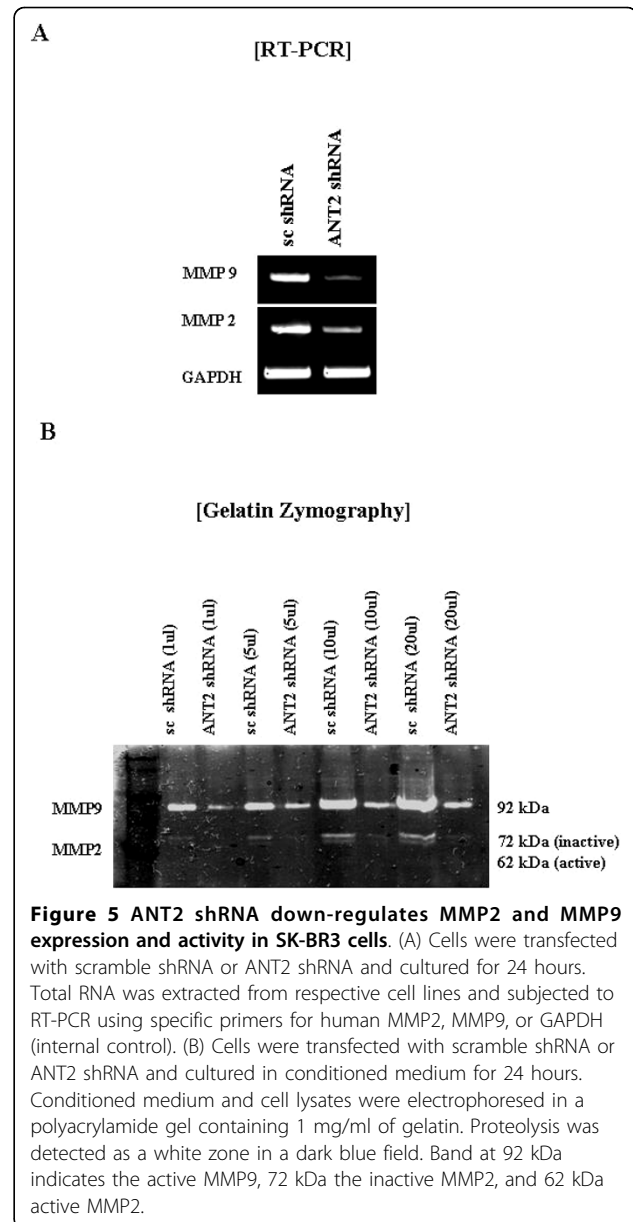 A
[RT-PCR]
sc shRNA
ANT2 shRNA
MMP 9
MMP 2
GAPDH
B
[Gelatin Zymography]
sc shRNA (1ul)
ANT2 shRNA (1ul)
sc shRNA (5ul)
ANT2 shRNA (5ul)
sc shRNA (10ul)
ANT2 shRNA (10ul)
sc shRNA (20ul)
ANT2 shRNA (20ul)
MMP9
92 kDa
MMP2
72 kDa (inactive)
62 kDa (active)
Figure 5 ANT2 shRNA down-regulates MMP2 and MMP9
expression and activity in SK-BR3 cells. (A) Cells were transfected
with scramble shRNA or ANT2 shRNA and cultured for 24 hours.
Total RNA was extracted from respective cell lines and subjected to
RT-PCR using specific primers for human MMP2, MMP9, or GAPDH
(internal control). (B) Cells were transfected with scramble shRNA or
ANT2 shRNA and cultured in conditioned medium for 24 hours.
Conditioned medium and cell lysates were electrophoresed in a
polyacrylamide gel containing 1 mg/ml of gelatin. Proteolysis was
detected as a white zone in a dark blue field. Band at 92 kDa
indicates the active MMP9, 72 kDa the inactive MMP2, and 62 kDa
active MMP2.